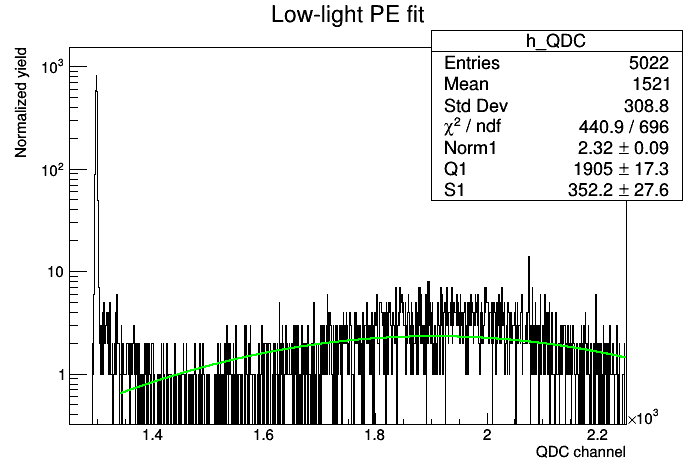 Low-light PE fit
h_QDC
Entries 5022
Mean 1521
Std Dev 308.8
χ² / ndf 440.9 / 696
Norm1 2.32 ± 0.09
Q1 1905 ± 17.3
S1 352.2 ± 27.6
Normalized yield
10³
10²
10
1
1.4 1.6 1.8 2 2.2
×10³
QDC channel